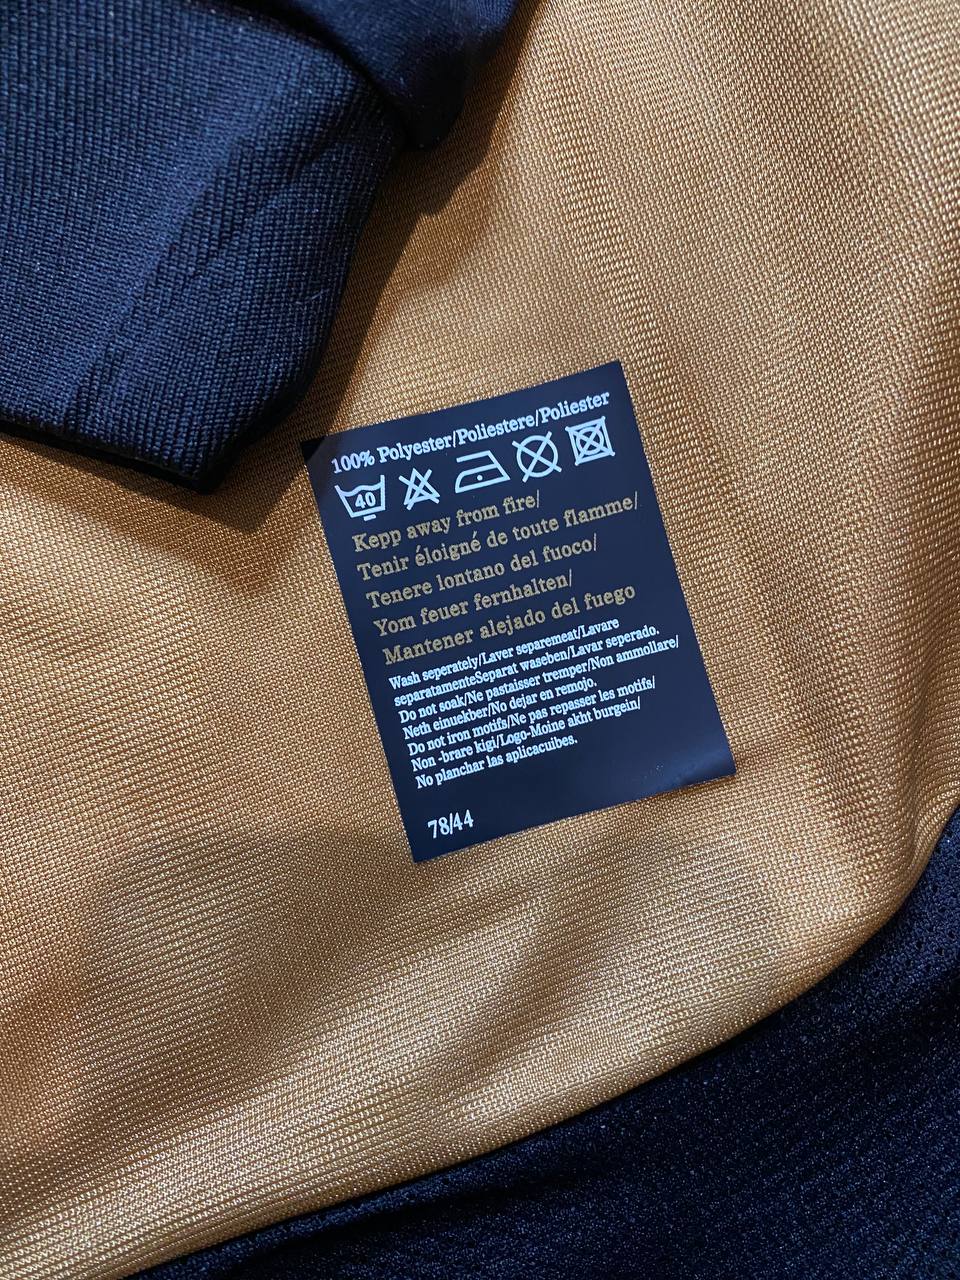 100% Polyester/Poliestere/Poliester
40
Kepp away from fire/
Tenir éloigné de toute flamme/
Tenere lontano del fuoco/
Yom feuer fernhalten/
Mantener alejado del fuego
Wash seperately/Laver separemeat/Lavare
separatamenteSeparat waseben/Lavar seperado.
Do not soak/Ne pastaisser tremper/Non ammollare/
Neth einuekber/No dejar en remojo.
Do not iron motifs/Ne pas repasser les motifs/
Non -brare kigi/Logo-Moine akht burgein/
No planchar las aplicacuibes.
78/44